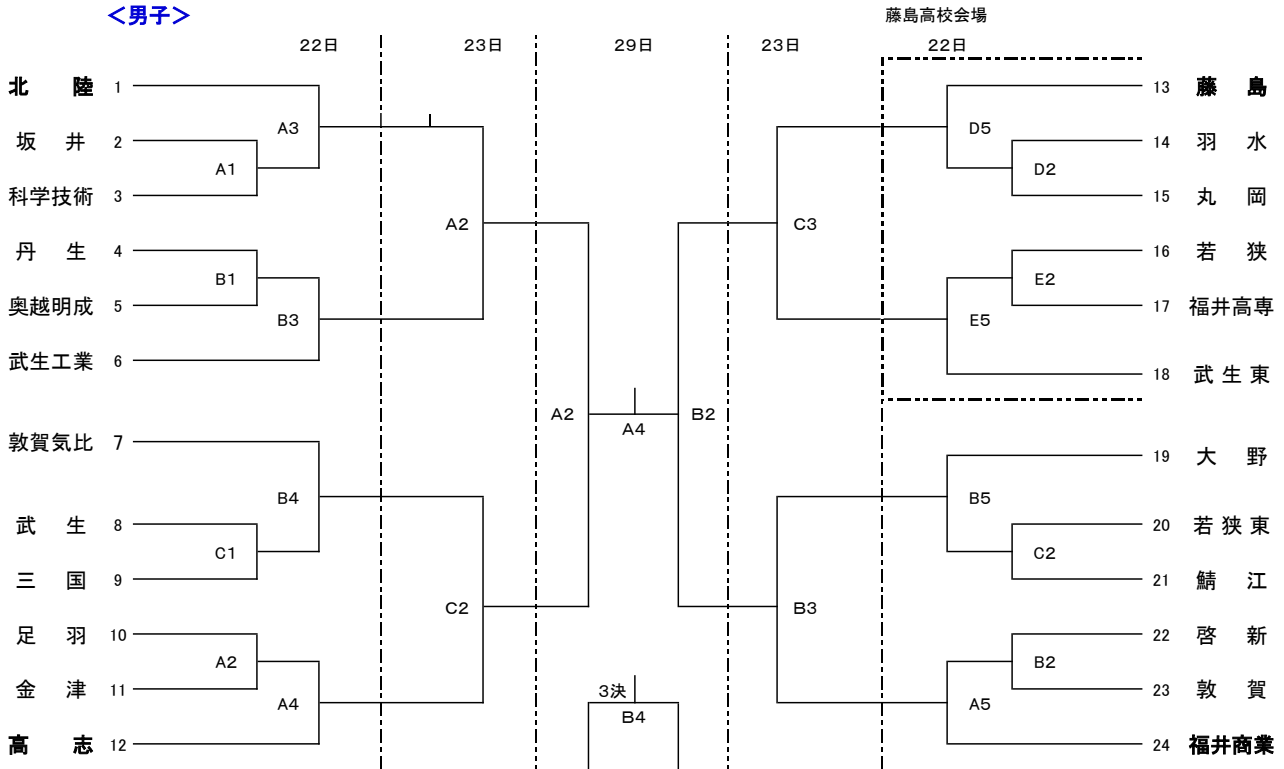 ＜男子＞
藤島高校会場
22日 23日 29日 23日 22日
北 陸 1
坂 井 2
科学技術 3
丹 生 4
奥越明成 5
武生工業 6
敦賀気比 7
武 生 8
三 国 9
足 羽 10
金 津 11
高 志 12
A3
A1
B1
B3
B4
C1
A2
A4
A2
C2
A2
A4
B2
3決
B4
C3
B3
D5
D2
E2
E5
B5
C2
B2
A5
13 藤 島
14 羽 水
15 丸 岡
16 若 狭
17 福井高専
18 武 生 東
19 大 野
20 若 狭 東
21 鯖 江
22 啓 新
23 敦 賀
24 福井商業